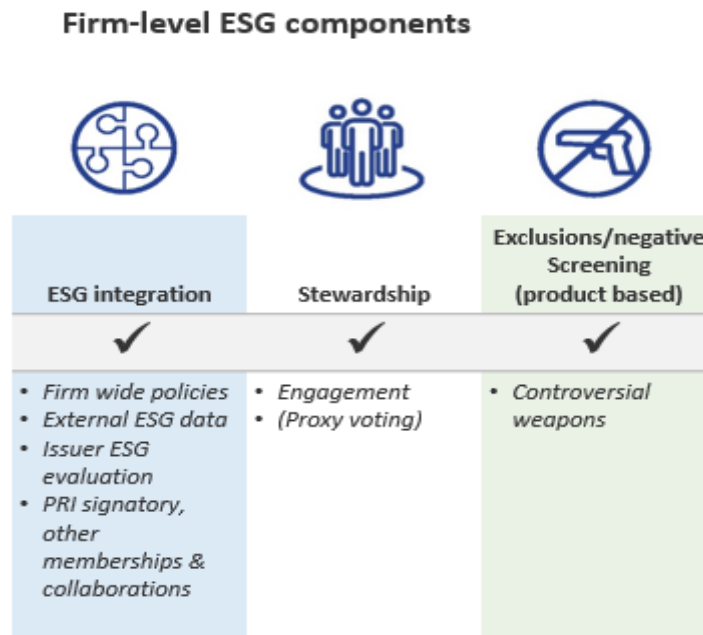 Firm-level ESG components
ESG integration
Stewardship
Exclusions/negative
Screening
(product based)
• Firm wide policies
• External ESG data
• Issuer ESG
evaluation
• PRI signatory,
other
memberships &
collaborations
• Engagement
• (Proxy voting)
• Controversial
weapons